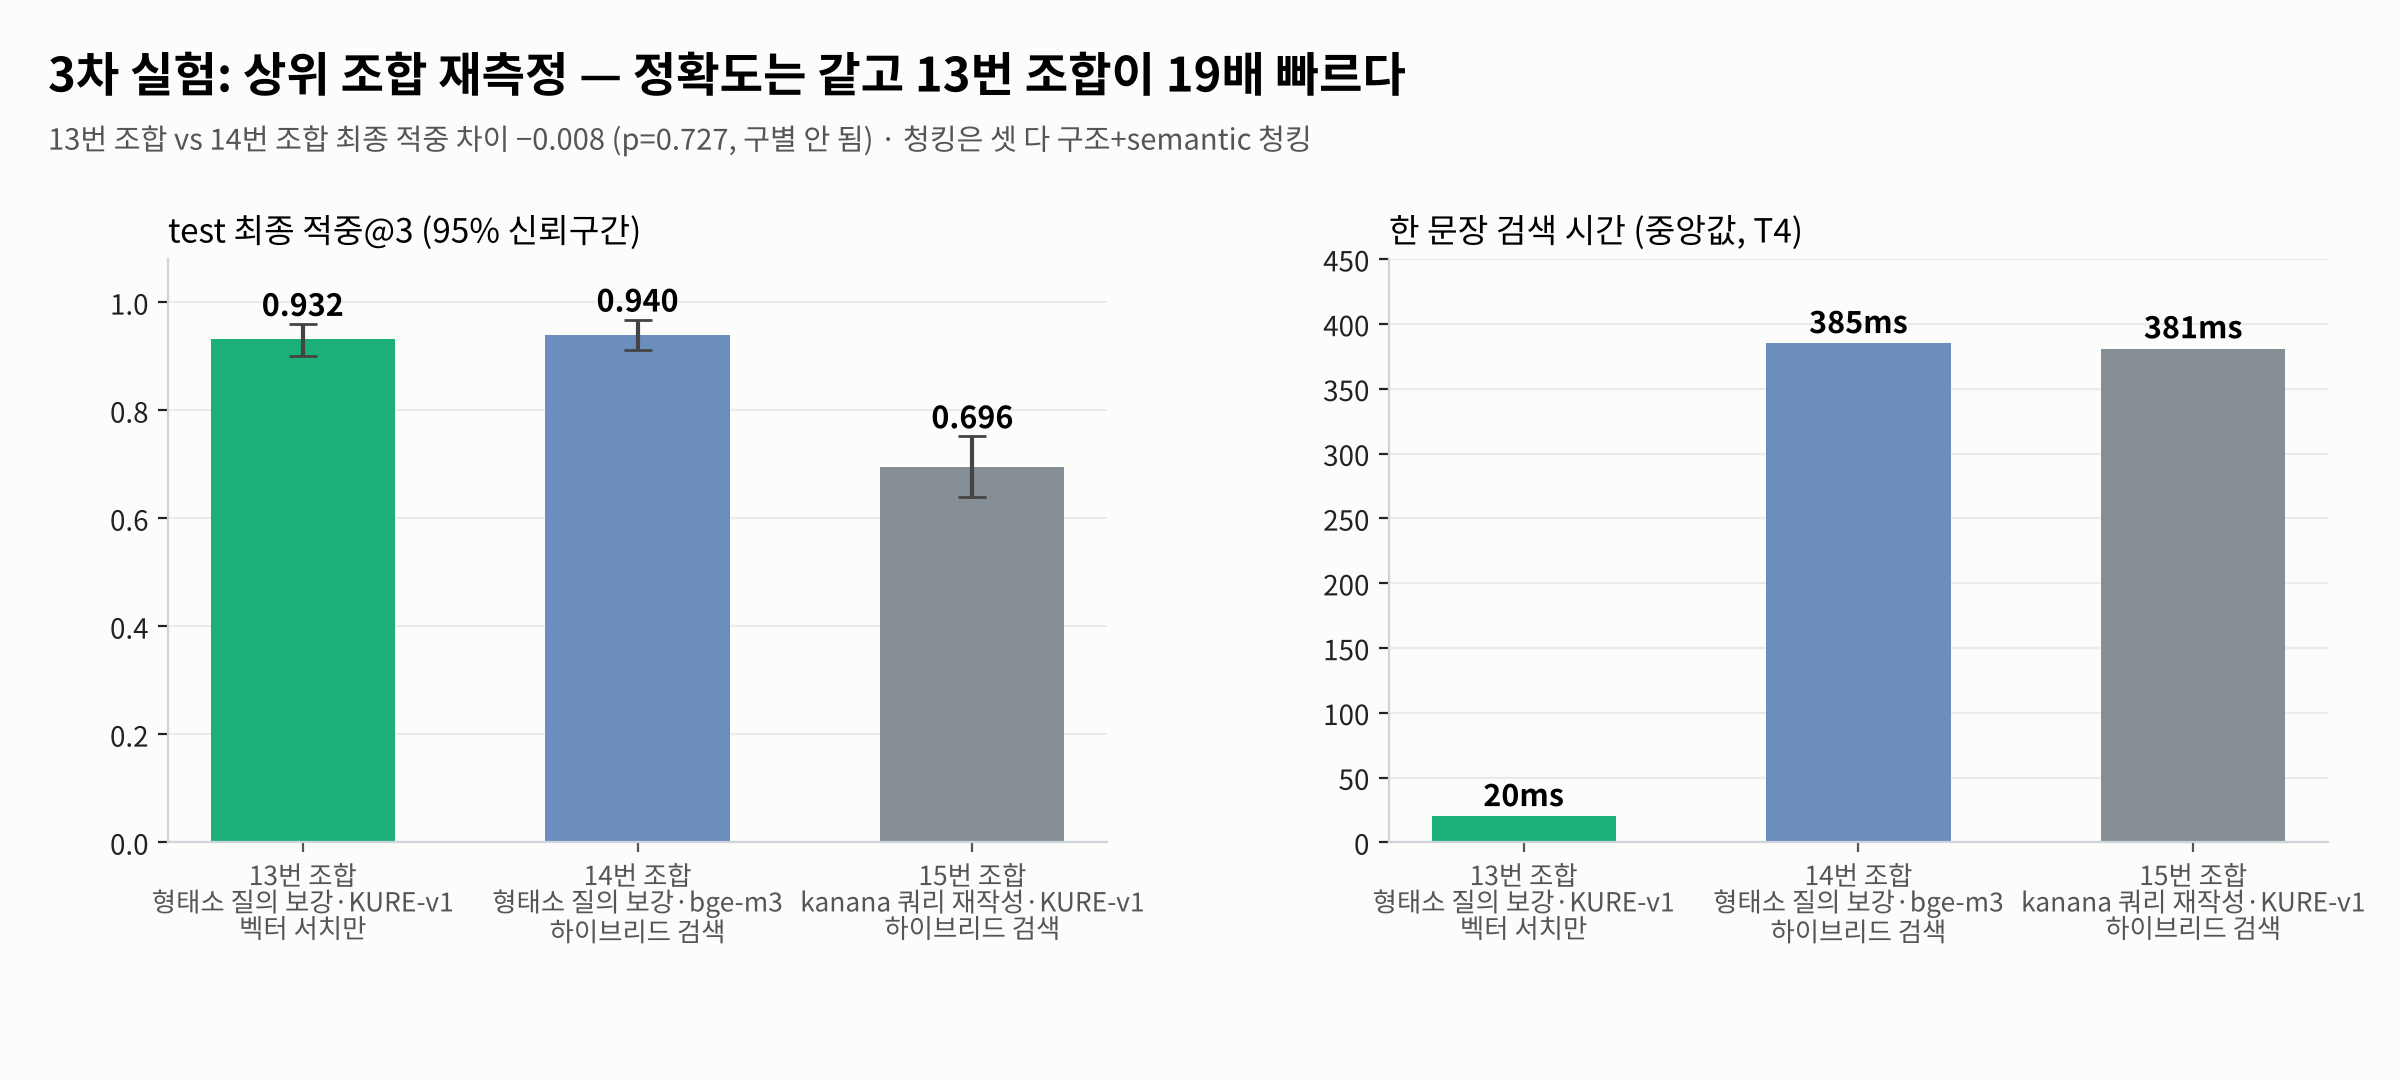 3차 실험: 상위 조합 재측정 — 정확도는 같고 13번 조합이 19배 빠르다
13번 조합 vs 14번 조합 최종 적중 차이 −0.008 (p=0.727, 구별 안 됨) · 청킹은 셋 다 구조+semantic 청킹
test 최종 적중@3 (95% 신뢰구간)
1.0
0.8
0.6
0.4
0.2
0.0
0.932
0.940
0.696
13번 조합
형태소 질의 보강·KURE-v1
벡터 서치만
14번 조합
형태소 질의 보강·bge-m3
하이브리드 검색
15번 조합
kanana 쿼리 재작성·KURE-v1
하이브리드 검색
한 문장 검색 시간 (중앙값, T4)
450
400
350
300
250
200
150
100
50
0
20ms
385ms
381ms
13번 조합
형태소 질의 보강·KURE-v1
벡터 서치만
14번 조합
형태소 질의 보강·bge-m3
하이브리드 검색
15번 조합
kanana 쿼리 재작성·KURE-v1
하이브리드 검색